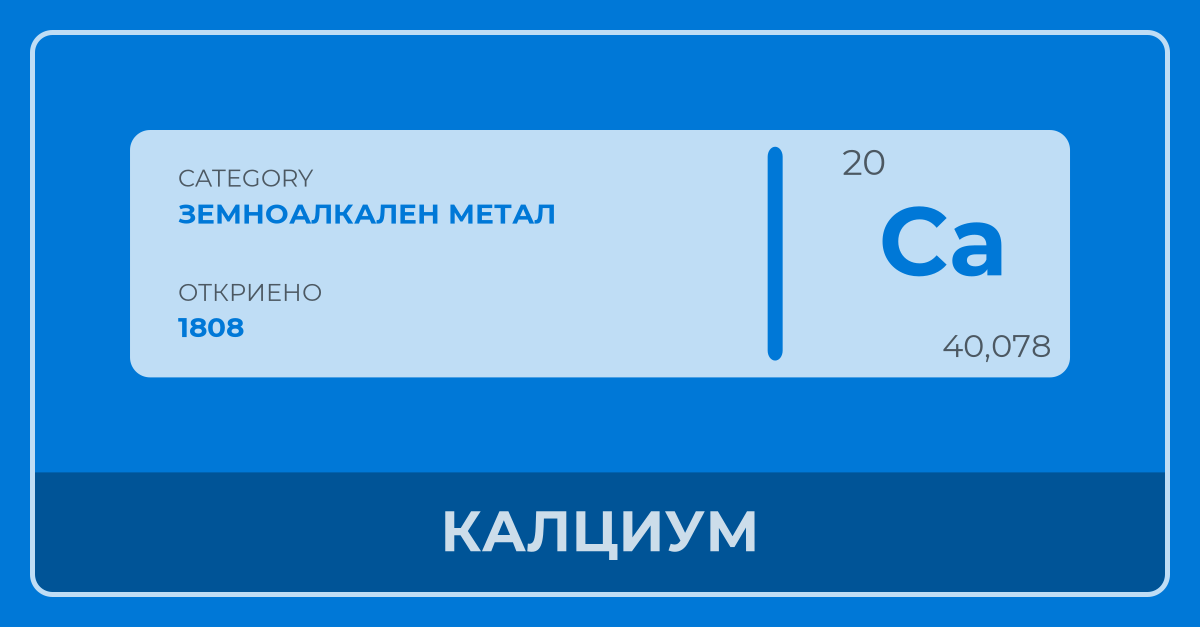 CATEGORY
ЗЕМНОАЛКАЛЕН МЕТАЛ
ОТКРИЕНО
1808
20
Ca
40,078
КАЛЦИУМ